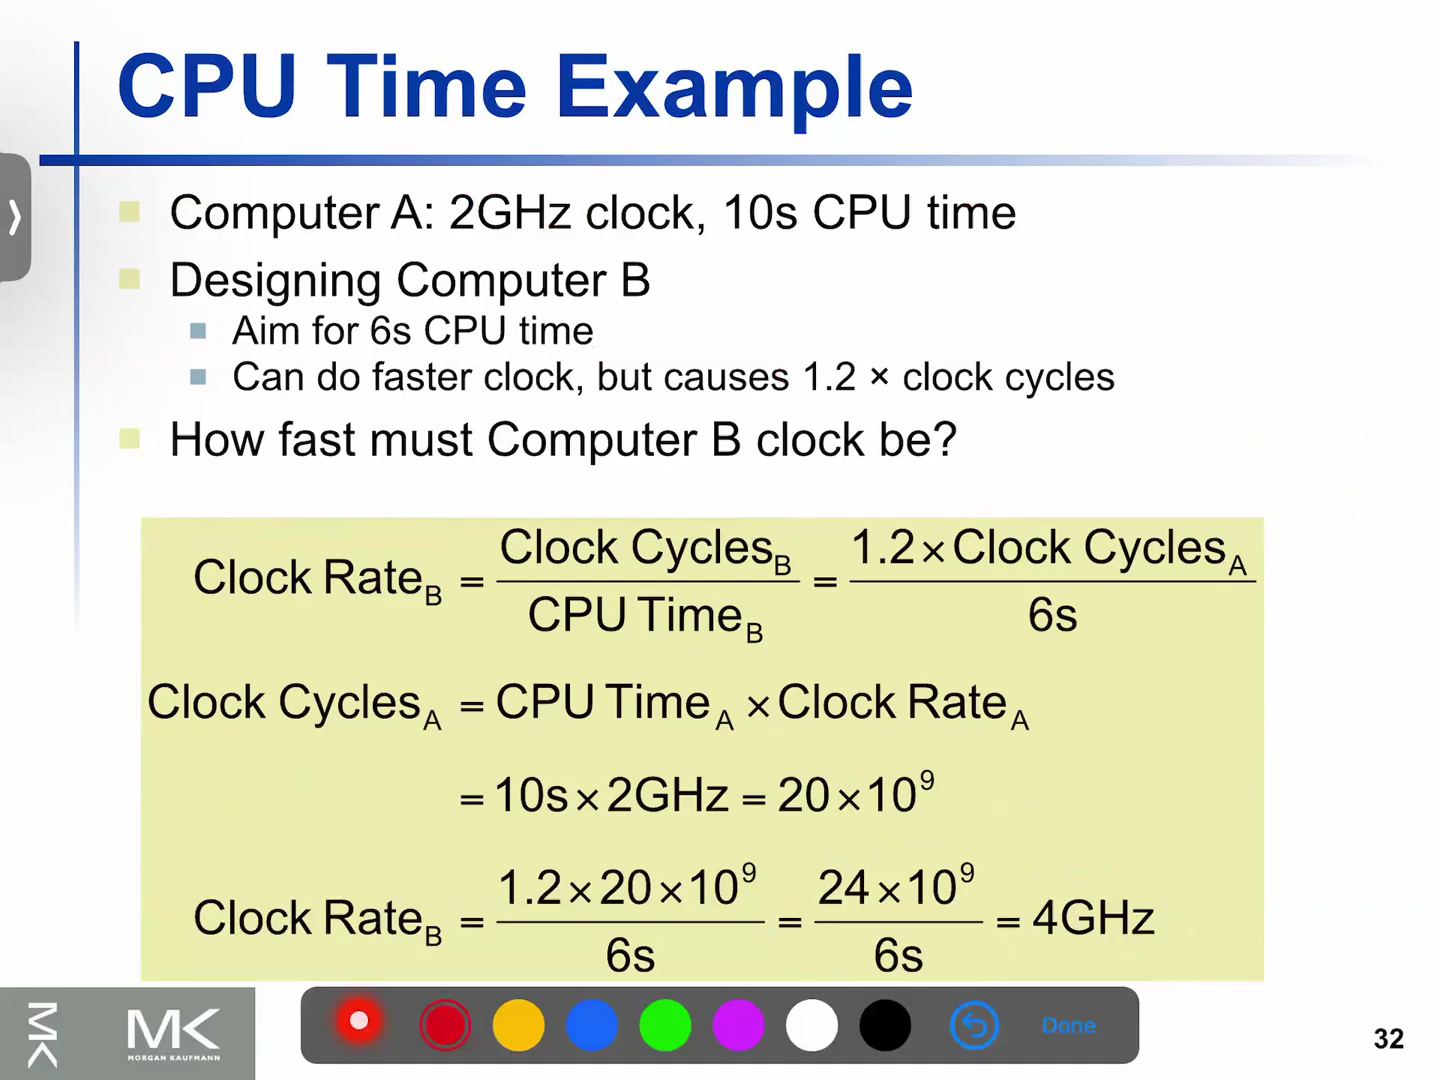 CPU Time Example
Computer A: 2GHz clock, 10s CPU time
Designing Computer B
Aim for 6s CPU time
Can do faster clock, but causes 1.2 × clock cycles
How fast must Computer B clock be?
Clock Rate_B = Clock Cycles_B / CPU Time_B = 1.2×Clock Cycles_A / 6s
Clock Cycles_A = CPU Time_A ×Clock Rate_A
= 10s×2GHz = 20×10^9
Clock Rate_B = 1.2×20×10^9 / 6s = 24×10^9 / 6s = 4GHz
MK
MK
MORGAN KAUFMANN
Done
32